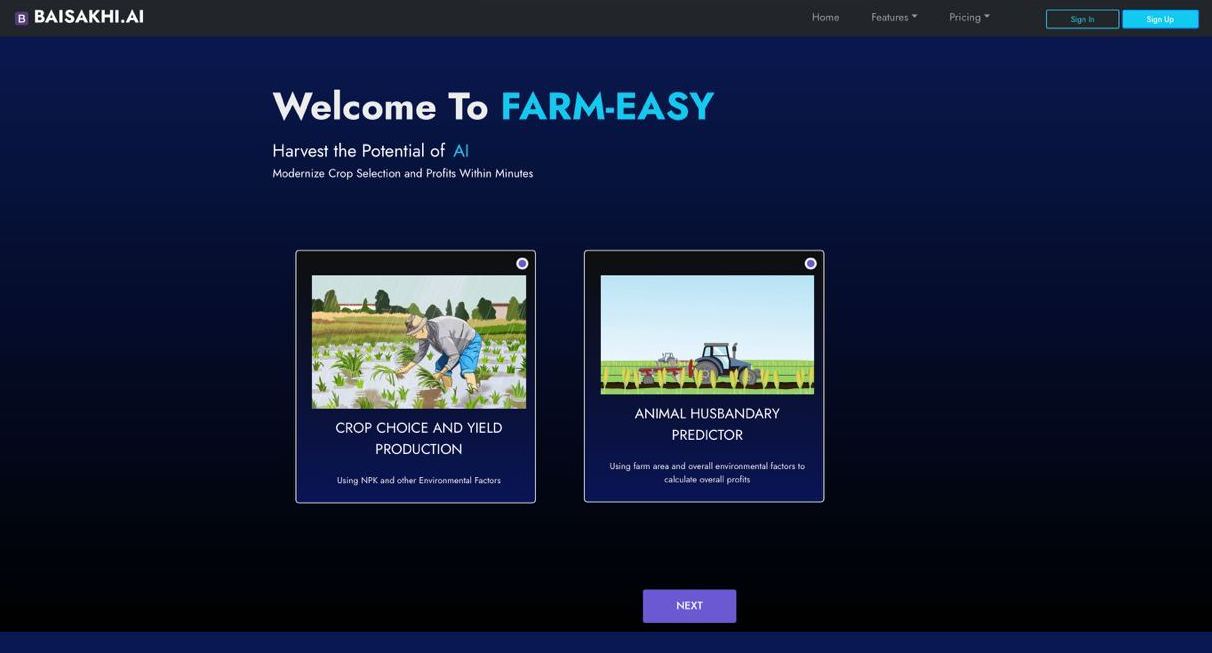 B BAISAKHI.AI
Home Features Pricing Sign In Sign Up
Welcome To FARM-EASY
Harvest the Potential of AI
Modernize Crop Selection and Profits Within Minutes
CROP CHOICE AND YIELD
PRODUCTION
Using NPK and other Environmental Factors
ANIMAL HUSBANDARY
PREDICTOR
Using farm area and overall environmental factors to
calculate overall profits
NEXT